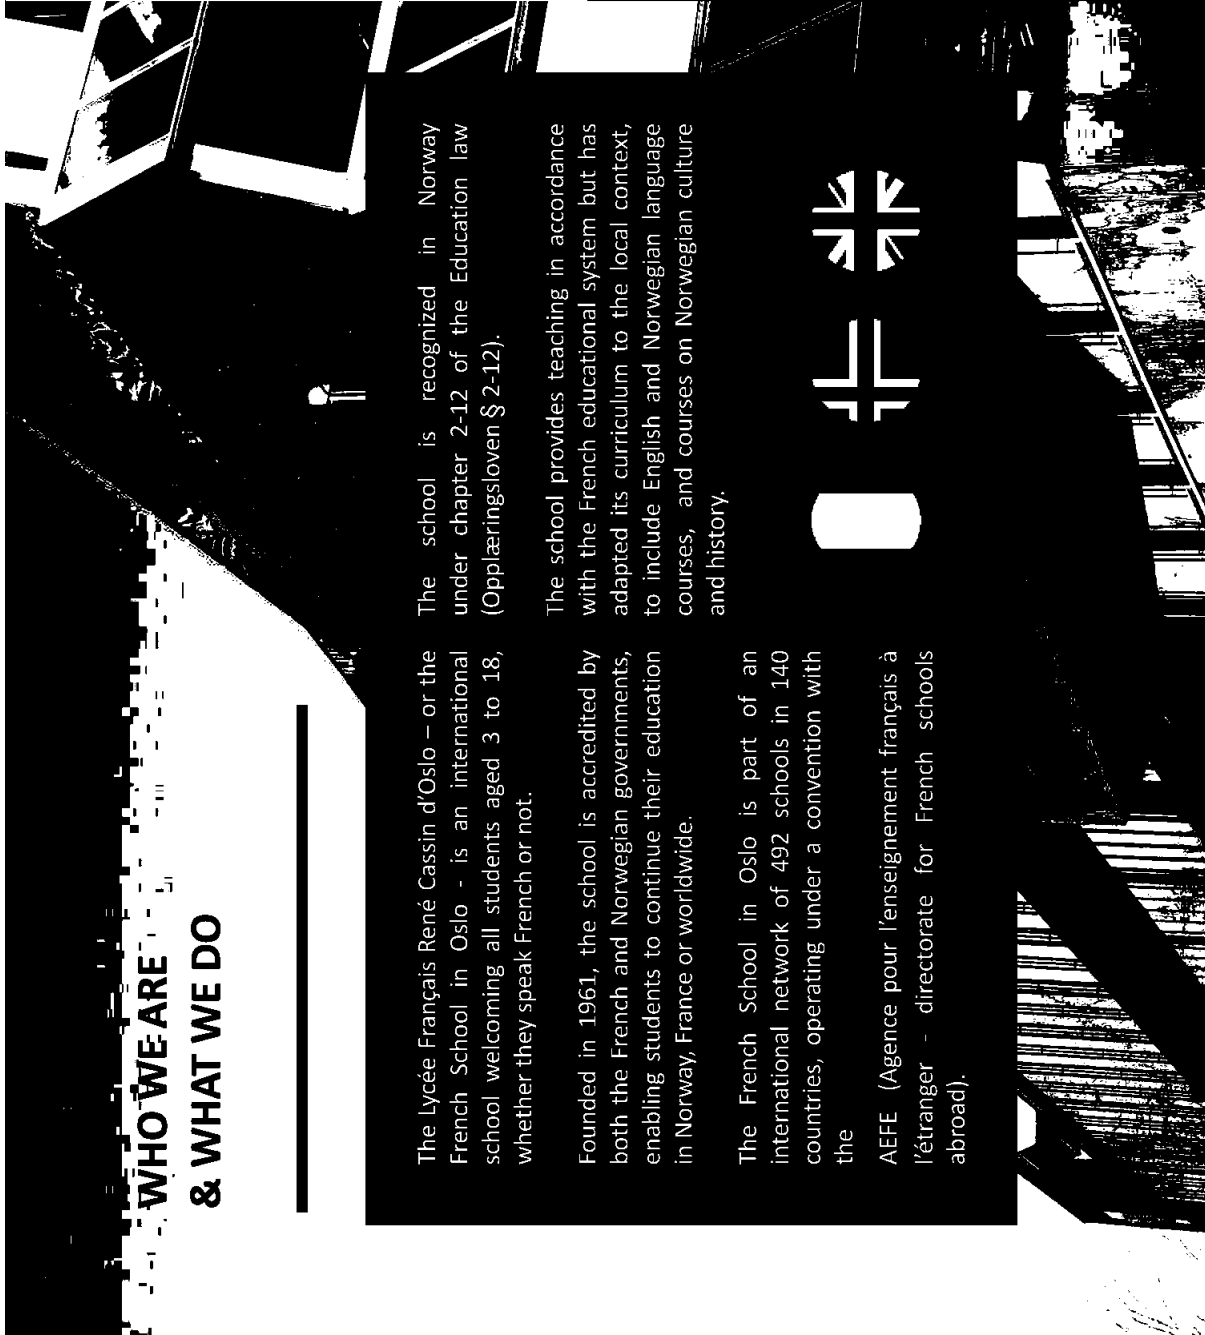 WHO WE ARE
& WHAT WE DO
The Lycée Français René Cassin d'Oslo – or the
French School in Oslo - is an international
school welcoming all students aged 3 to 18,
whether they speak French or not.
Founded in 1961, the school is accredited by
both the French and Norwegian governments,
enabling students to continue their education
in Norway, France or worldwide.
The French School in Oslo is part of an
international network of 492 schools in 140
countries, operating under a convention with
the
AEFE (Agence pour l'enseignement français à
l'étranger - directorate for French schools
abroad).
The school is recognized in Norway
under chapter 2-12 of the Education law
(Opplæringsloven § 2-12).
The school provides teaching in accordance
with the French educational system but has
adapted its curriculum to the local context,
to include English and Norwegian language
courses, and courses on Norwegian culture
and history.